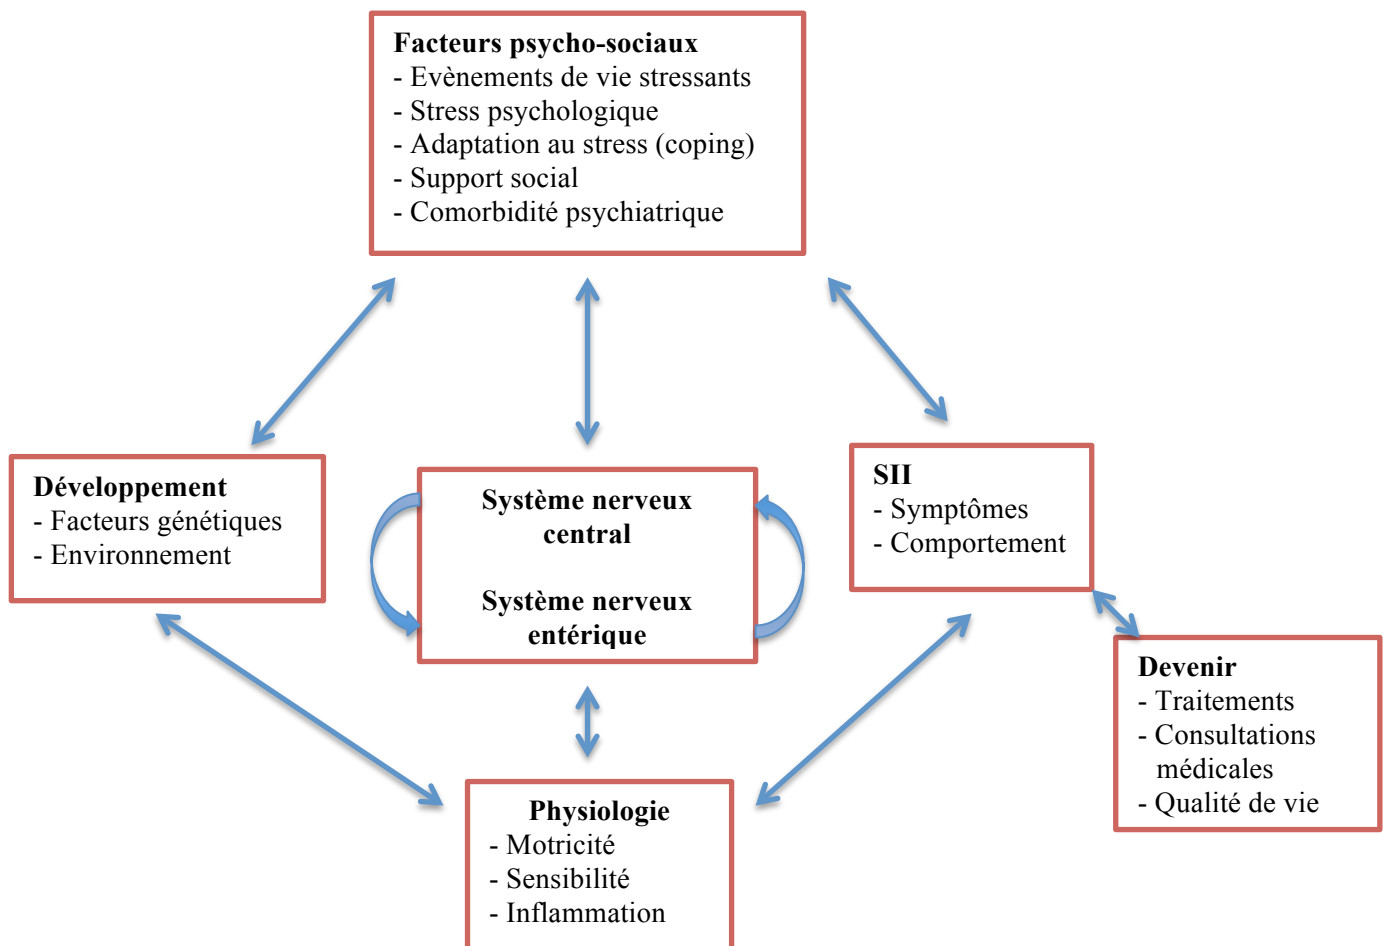 Facteurs psycho-sociaux
- Evènements de vie stressants
- Stress psychologique
- Adaptation au stress (coping)
- Support social
- Comorbidité psychiatrique
Développement
- Facteurs génétiques
- Environnement
Système nerveux
central
Système nerveux
entérique
SII
- Symptômes
- Comportement
Devenir
- Traitements
- Consultations
médicales
- Qualité de vie
Physiologie
- Motricité
- Sensibilité
- Inflammation